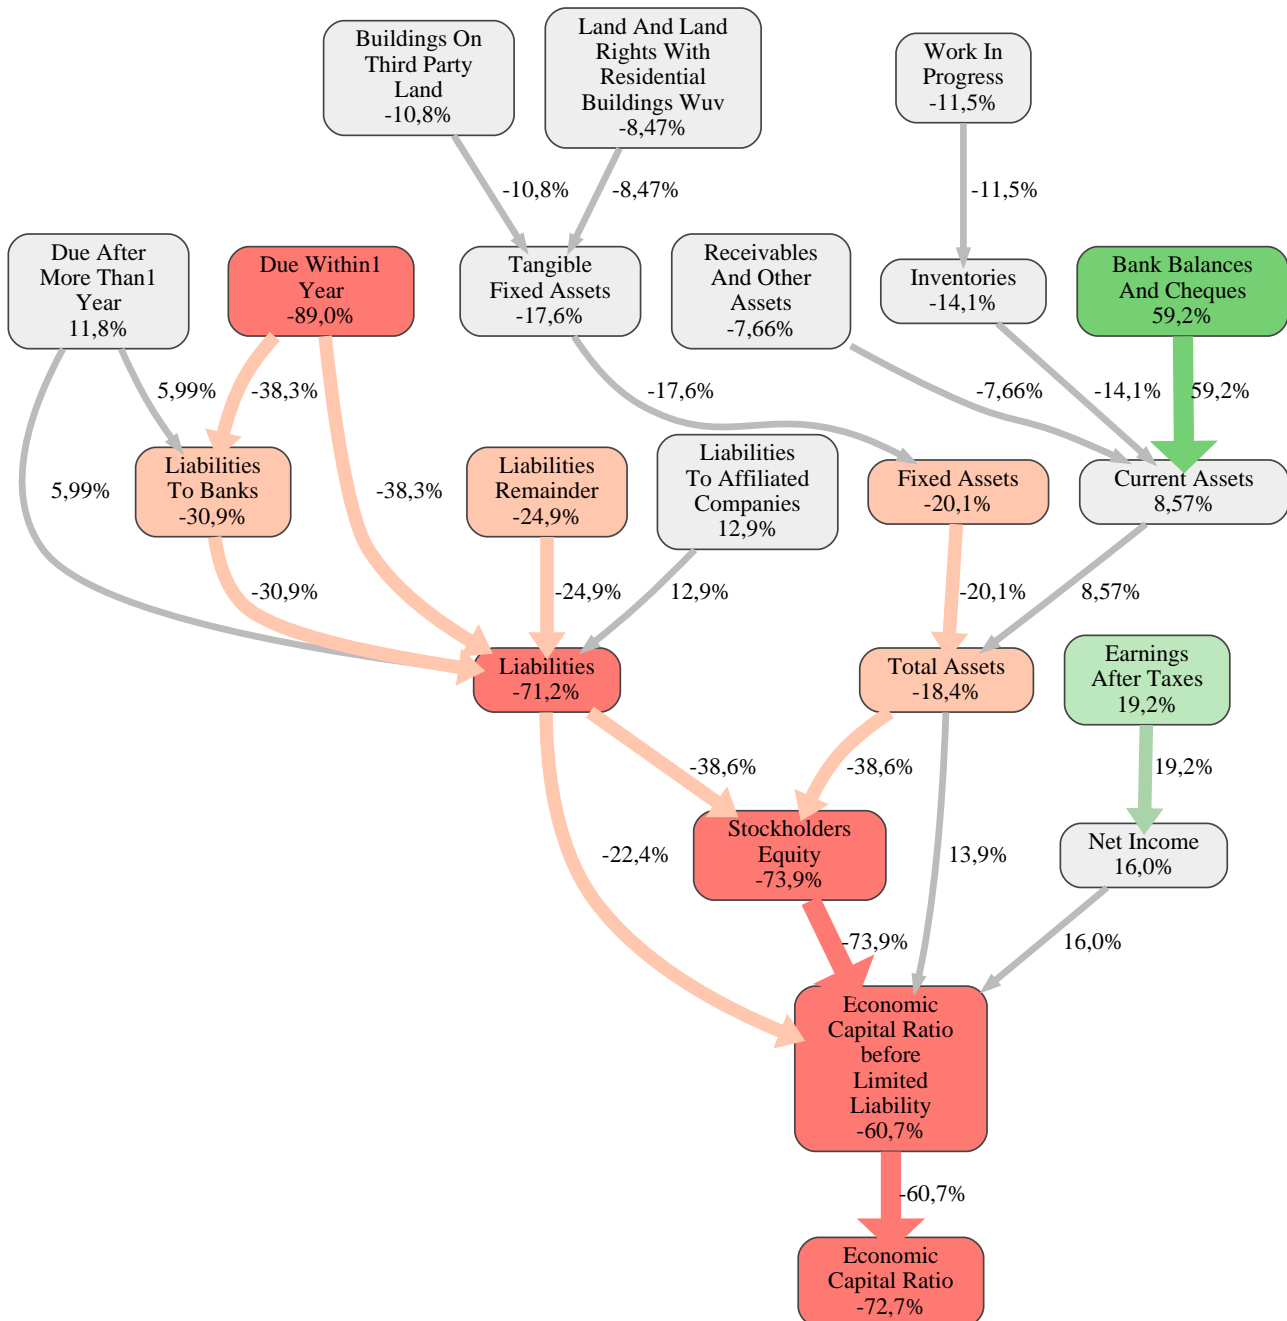 Buildings On
Third Party
Land
-10,8%
Land And Land
Rights With
Residential
Buildings Wuv
-8,47%
Work In
Progress
-11,5%
-10,8%
-8,47%
-11,5%
Due After
More Than1
Year
11,8%
Due Within1
Year
-89,0%
Tangible
Fixed Assets
-17,6%
Receivables
And Other
Assets
-7,66%
Inventories
-14,1%
Bank Balances
And Cheques
59,2%
5,99%
-38,3%
-17,6%
-7,66%
-14,1%
59,2%
5,99%
Liabilities
To Banks
-30,9%
-38,3%
Liabilities
Remainder
-24,9%
Liabilities
To Affiliated
Companies
12,9%
Fixed Assets
-20,1%
Current Assets
8,57%
-30,9%
-24,9%
12,9%
-20,1%
8,57%
Liabilities
-71,2%
Total Assets
-18,4%
Earnings
After Taxes
19,2%
-38,6%
-38,6%
19,2%
-22,4%
Stockholders
Equity
-73,9%
13,9%
Net Income
16,0%
-73,9%
16,0%
Economic
Capital Ratio
before
Limited
Liability
-60,7%
-60,7%
Economic
Capital Ratio
-72,7%